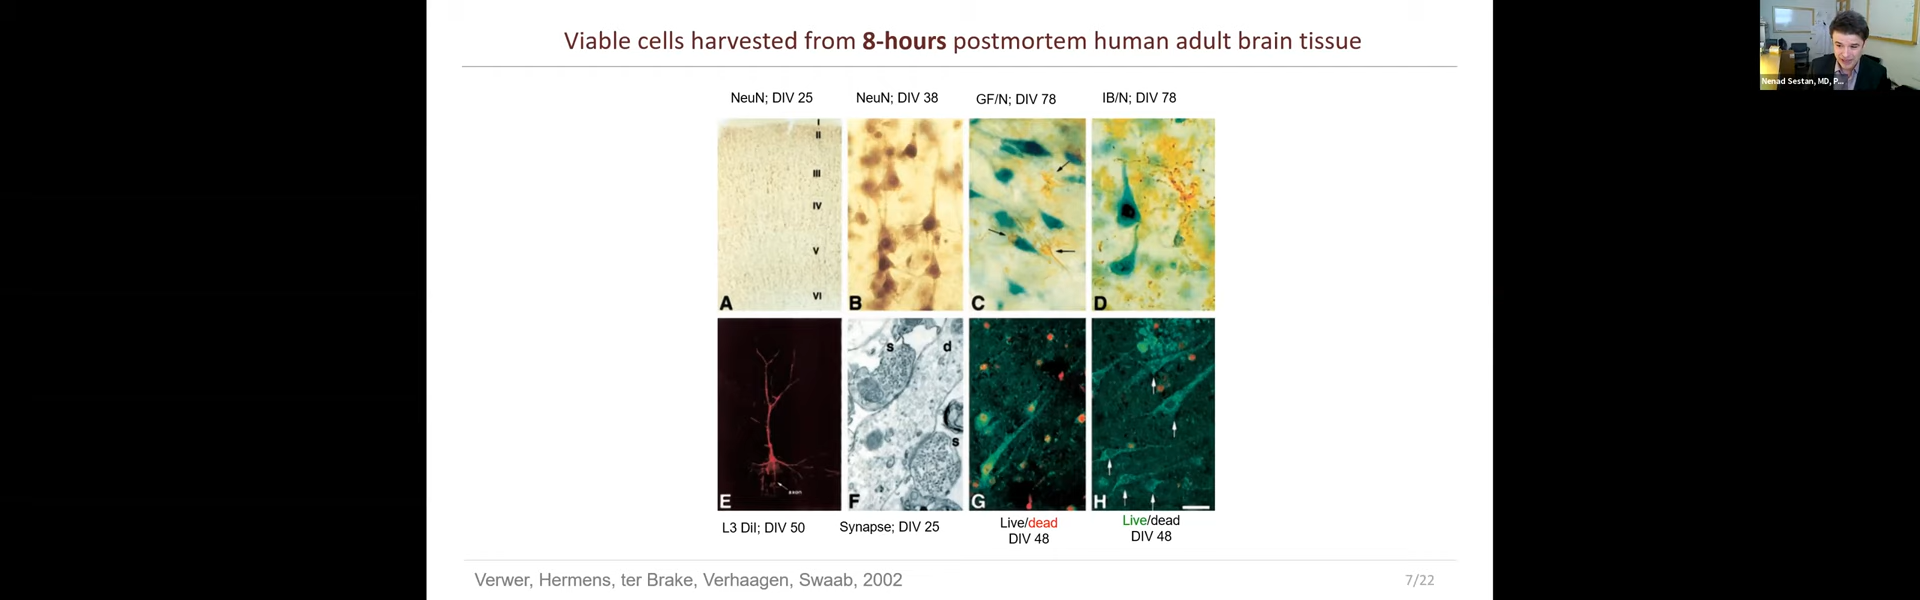 Viable cells harvested from 8-hours postmortem human adult brain tissue
Nenad Sestan, MD, P...
NeuN; DIV 25
NeuN; DIV 38
GF/N; DIV 78
IB/N; DIV 78
I
II
III
IV
V
VI
A
B
C
D
s
d
s
axon
E
F
G
H
L3 DiI; DIV 50
Synapse; DIV 25
Live/dead
DIV 48
Live/dead
DIV 48
Verwer, Hermens, ter Brake, Verhaagen, Swaab, 2002
7/22